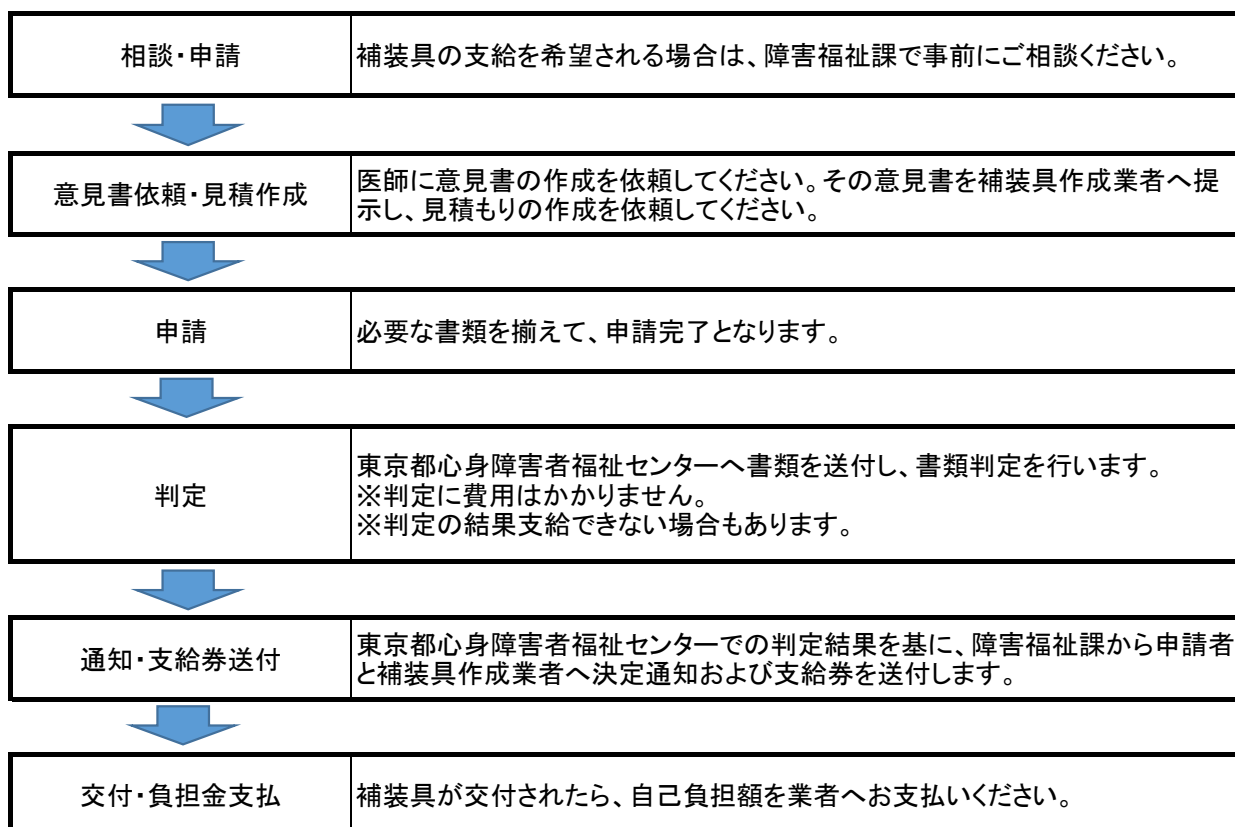 相談・申請
補装具の支給を希望される場合は、障害福祉課で事前にご相談ください。
意見書依頼・見積作成
医師に意見書の作成を依頼してください。その意見書を補装具作成業者へ提
示し、見積もりの作成を依頼してください。
申請
必要な書類を揃えて、申請完了となります。
判定
東京都心身障害者福祉センターへ書類を送付し、書類判定を行います。
※判定に費用はかかりません。
※判定の結果支給できない場合もあります。
通知・支給券送付
東京都心身障害者福祉センターでの判定結果を基に、障害福祉課から申請者
と補装具作成業者へ決定通知および支給券を送付します。
交付・負担金支払
補装具が交付されたら、自己負担額を業者へお支払いください。